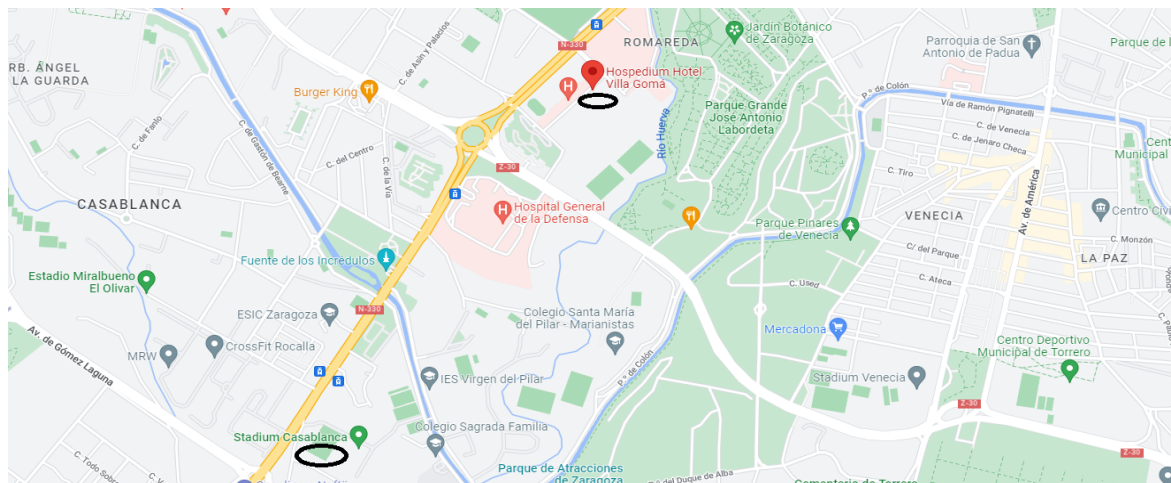 N-330
ROMAREDA
Jardín Botánico
de Zaragoza
Parroquia de San
Antonio de Padua
RB. ÁNGEL
LA GUARDA
C. de Asín y Palacios
Hospedium Hotel
Villa Gomá
H
Burger King
Parque Grande
José Antonio
Labordeta
P.º de Colón
Vía de Ramón Pignatelli
C. de Fanlo
C. de Gastón de Bearne
Río Huerva
C. de Venecia
C. de Jenaro Checa
C. del Centro
C. de la Vía
Z-30
C. Tiro
Av. de América
CASABLANCA
H
Hospital General
de la Defensa
VENECIA
Parque Pinares
de Venecia
C. Monzón
C/ del Parque
LA PAZ
Fuente de los Incrédulos
Estadio Miralbueno
El Olivar
C. Ateca
C. Used
N-330
ESIC Zaragoza
Colegio Santa María
del Pilar - Marianistas
Mercadona
Av. de Gómez Laguna
CrossFit Rocalla
MRW
Centro Deportivo
Municipal de Torrero
P.º de Colón
IES Virgen del Pilar
Stadium Venecia
Z-30
Stadium Casablanca
Colegio Sagrada Familia
Parque de Atracciones
de Zaragoza
P.º del Duque de Alba